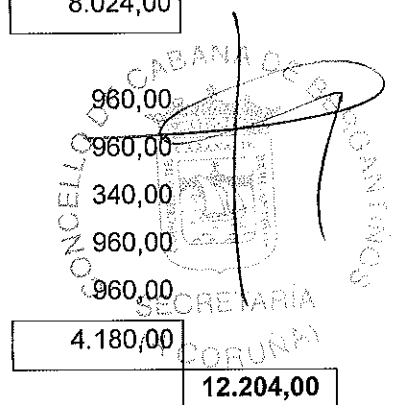 8.024,00
960,00
960,00
340,00
960,00
960,00
4.180,00
12.204,00
CONCELLO DE CABANA DE BERGANTIÑOS
SECRETARÍA
(A CORUÑA)